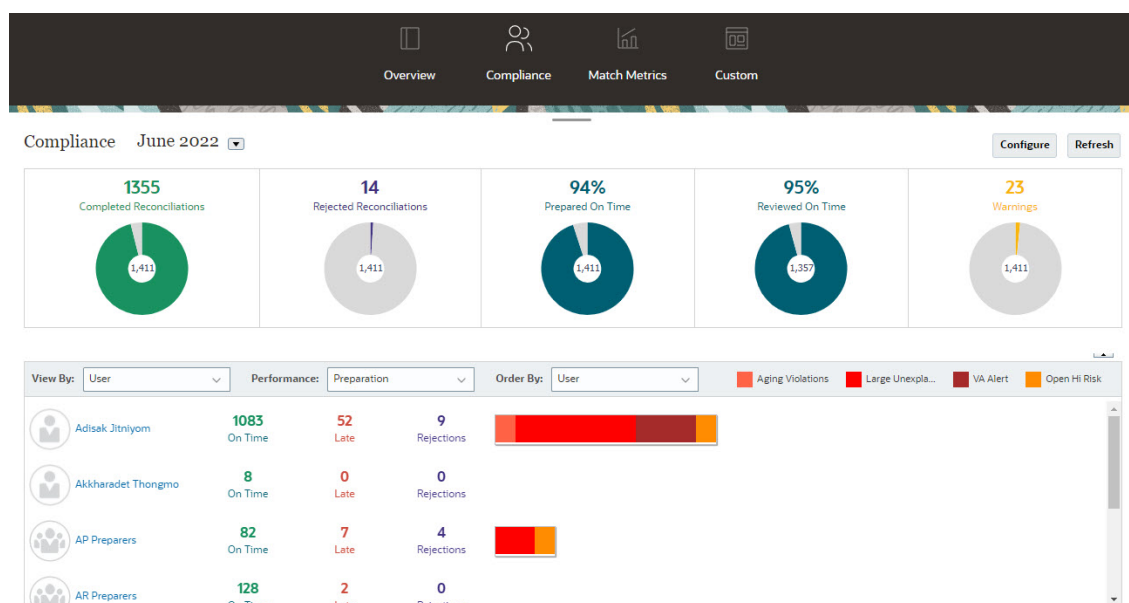 Overview Compliance Match Metrics Custom
Compliance June 2022
Configure Refresh
1355 14 94% 95% 23
Completed Reconciliations Rejected Reconciliations Prepared On Time Reviewed On Time Warnings
1,411 1,411 1,411 1,357 1,411
View By: User Performance: Preparation Order By: User Aging Violations Large Unexpla... VA Alert Open Hi Risk
1083 52 9
Adisak Jitniyom
On Time Late Rejections
8 0 0
Akkharadet Thongmo
On Time Late Rejections
82 7 4
AP Preparers
On Time Late Rejections
128 2 0
AR Preparers